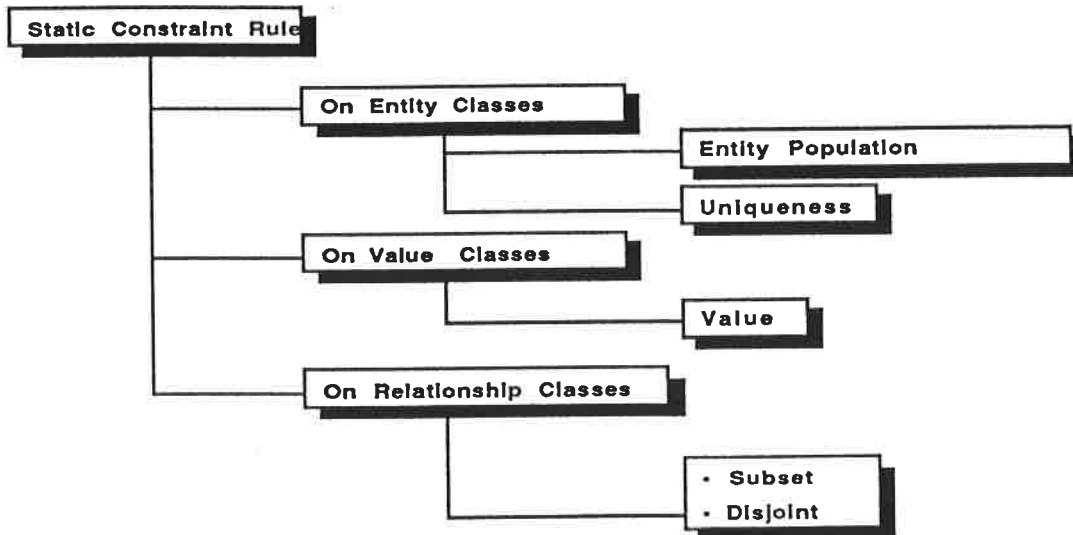 Static Constraint Rule
On Entity Classes
Entity Population
Uniqueness
On Value Classes
Value
On Relationship Classes
• Subset
• Disjoint